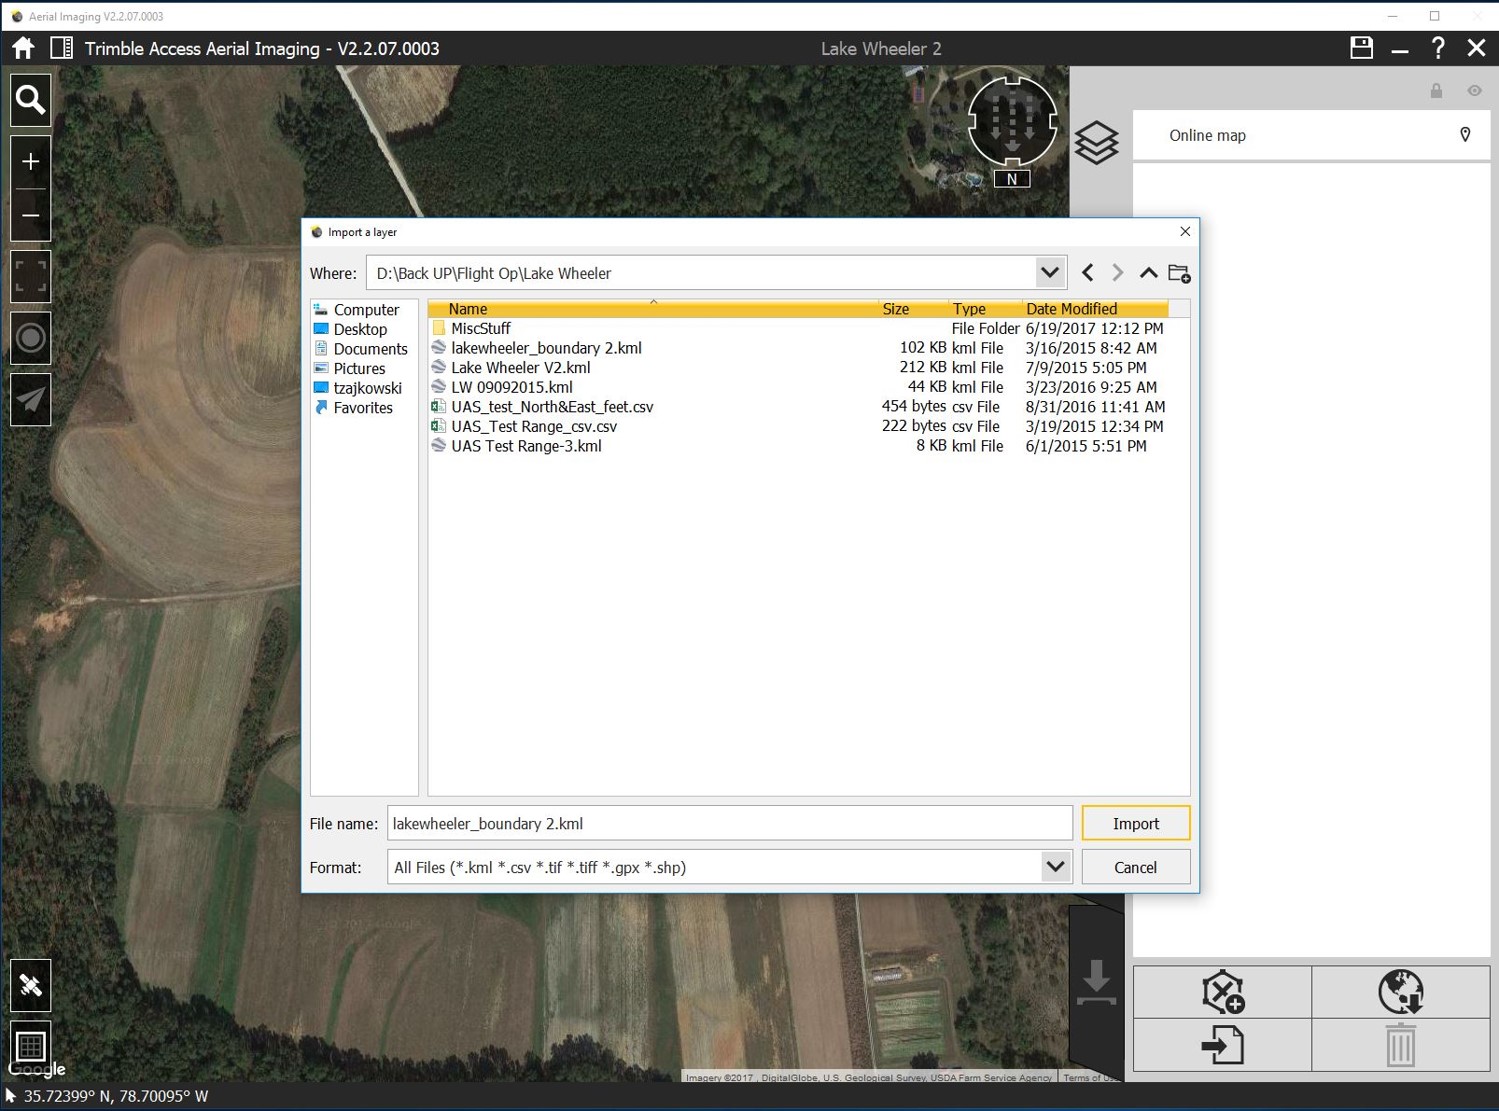 Aerial Imaging V2.2.07.0003
Trimble Access Aerial Imaging - V2.2.07.0003
Lake Wheeler 2
Online map
N
Import a layer
Where: D:\Back UP\Flight Op\Lake Wheeler
Computer
Desktop
Documents
Pictures
tzajkowski
Favorites
Name Size Type Date Modified
MiscStuff File Folder 6/19/2017 12:12 PM
lakewheeler_boundary 2.kml 102 KB kml File 3/16/2015 8:42 AM
Lake Wheeler V2.kml 212 KB kml File 7/9/2015 5:05 PM
LW 09092015.kml 44 KB kml File 3/23/2016 9:25 AM
UAS_test_North&East_feet.csv 454 bytes csv File 8/31/2016 11:41 AM
UAS_Test Range_csv.csv 222 bytes csv File 3/19/2015 12:34 PM
UAS Test Range-3.kml 8 KB kml File 6/1/2015 5:51 PM
File name: lakewheeler_boundary 2.kml Import
Format: All Files (*.kml *.csv *.tif *.tiff *.gpx *.shp) Cancel
Google
Imagery ©2017 , DigitalGlobe, U.S. Geological Survey, USDA Farm Service Agency Terms of
35.72399° N, 78.70095° W